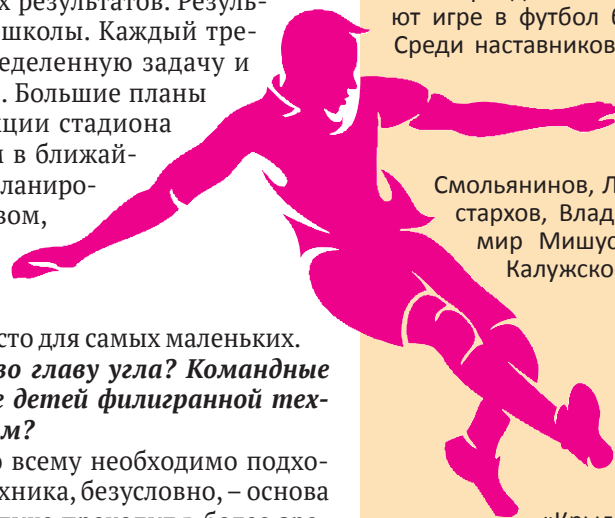 х результатов. Резуль-
школы. Каждый тре-
еделенную задачу и
. Большие планы
кции стадиона
в ближай-
ланиро-
вом,
сто для самых маленьких.
во главу угла? Командные
детей филигранной тех-
м?
о всему необходимо подхо-
хника, безусловно, – основа
ют игре в футбол
Среди наставников
Смольянинов, Л
стархов, Влад
мир Мишус
Калужско